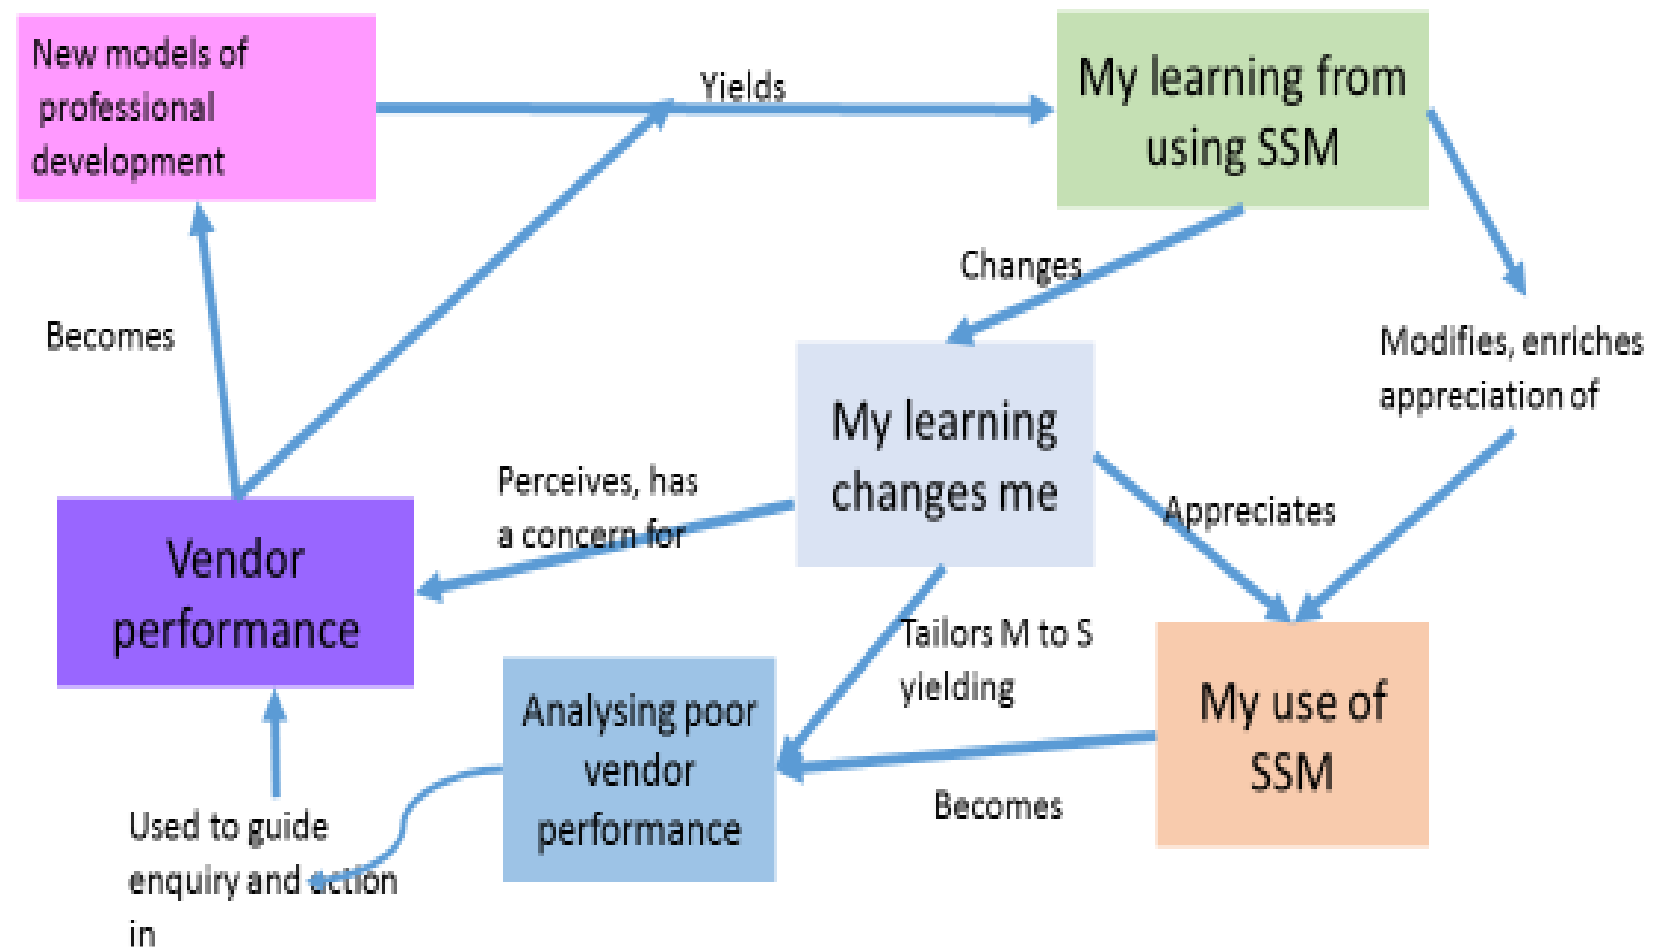 New models of
professional
development
Yields
My learning from
using SSM
Changes
Becomes
Modifies, enriches
appreciation of
My learning
changes me
Perceives, has
a concern for
Appreciates
Vendor
performance
Tailors M to S
yielding
Analysing poor
vendor
performance
My use of
SSM
Becomes
Used to guide
enquiry and action
in